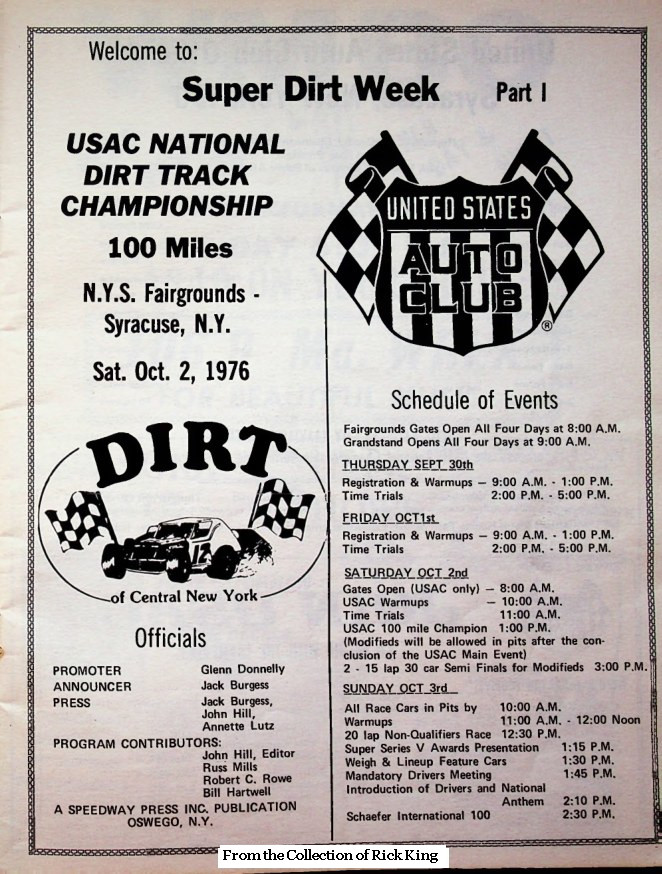 Welcome to:
Super Dirt Week Part I
USAC NATIONAL
DIRT TRACK
CHAMPIONSHIP
100 Miles
N.Y.S. Fairgrounds -
Syracuse, N.Y.
Sat. Oct. 2, 1976
DIRT
12
of Central New York
Officials
PROMOTER Glenn Donnelly
ANNOUNCER Jack Burgess
PRESS Jack Burgess,
John Hill,
Annette Lutz
PROGRAM CONTRIBUTORS:
John Hill, Editor
Russ Mills
Robert C. Rowe
Bill Hartwell
A SPEEDWAY PRESS INC. PUBLICATION
OSWEGO, N.Y.
UNITED STATES
AUTO
CLUB
®
Schedule of Events
Fairgrounds Gates Open All Four Days at 8:00 A.M.
Grandstand Opens All Four Days at 9:00 A.M.
THURSDAY SEPT 30th
Registration & Warmups — 9:00 A.M. - 1:00 P.M.
Time Trials 2:00 P.M. - 5:00 P.M.
FRIDAY OCT1st
Registration & Warmups — 9:00 A.M. - 1:00 P.M.
Time Trials 2:00 P.M. - 5:00 P.M.
SATURDAY OCT 2nd
Gates Open (USAC only) — 8:00 A.M.
USAC Warmups — 10:00 A.M.
Time Trials 11:00 A.M.
USAC 100 mile Champion 1:00 P.M.
(Modifieds will be allowed in pits after the con-
clusion of the USAC Main Event)
2 - 15 lap 30 car Semi Finals for Modifieds 3:00 P.M.
SUNDAY OCT 3rd
All Race Cars in Pits by 10:00 A.M.
Warmups 11:00 A.M. - 12:00 Noon
20 lap Non-Qualifiers Race 12:30 P.M.
Super Series V Awards Presentation 1:15 P.M.
Weigh & Lineup Feature Cars 1:30 P.M.
Mandatory Drivers Meeting 1:45 P.M.
Introduction of Drivers and National
Anthem 2:10 P.M.
Schaefer International 100 2:30 P.M.
From the Collection of Rick King